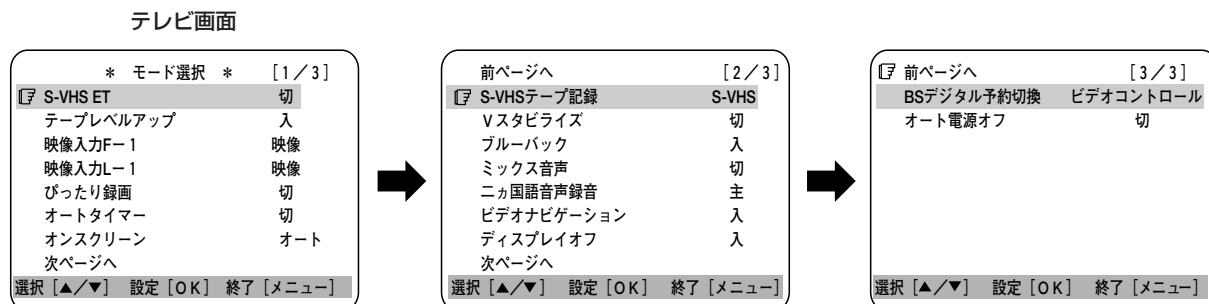 テレビ画面
＊ モード選択 ＊ ［1／3］
S-VHS ET 切
テープレベルアップ 入
映像入力F－1 映像
映像入力L－1 映像
ぴったり録画 切
オートタイマー 切
オンスクリーン オート
次ページへ
選択［▲／▼］ 設定［OK］ 終了［メニュー］
前ページへ ［2／3］
S-VHSテープ記録 S-VHS
Vスタビライズ 切
ブルーバック 入
ミックス音声 切
二ヵ国語音声録音 主
ビデオナビゲーション 入
ディスプレイオフ 入
次ページへ
選択［▲／▼］ 設定［OK］ 終了［メニュー］
前ページへ ［3／3］
BSデジタル予約切換 ビデオコントロール
オート電源オフ 切
選択［▲／▼］ 設定［OK］ 終了［メニュー］